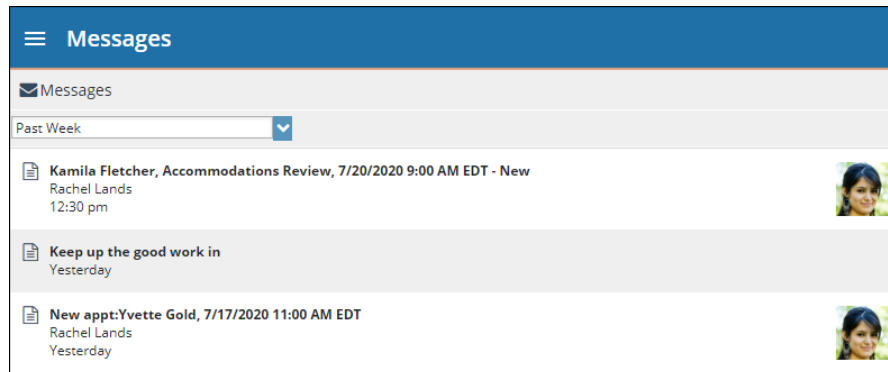 Messages
Messages
Past Week
Kamila Fletcher, Accommodations Review, 7/20/2020 9:00 AM EDT - New
Rachel Lands
12:30 pm
Keep up the good work in
Yesterday
New appt:Yvette Gold, 7/17/2020 11:00 AM EDT
Rachel Lands
Yesterday